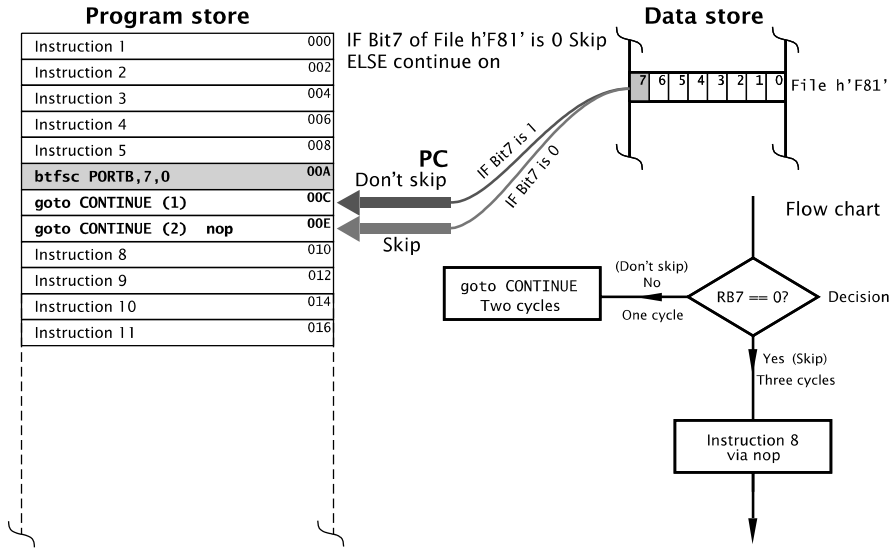 Program store
Instruction 1 000
Instruction 2 002
Instruction 3 004
Instruction 4 006
Instruction 5 008
btfsc PORTB,7,0 00A
goto CONTINUE (1) 00C
goto CONTINUE (2) nop 00E
Instruction 8 010
Instruction 9 012
Instruction 10 014
Instruction 11 016
IF Bit7 of File h'F81' is 0 Skip
ELSE continue on
Data store
7 6 5 4 3 2 1 0
File h'F81'
IF Bit7 is 1
IF Bit7 is 0
PC
Don't skip
Skip
Flow chart
RB7 == 0?
Decision
(Don't skip)
No
One cycle
goto CONTINUE
Two cycles
Yes (Skip)
Three cycles
Instruction 8
via nop